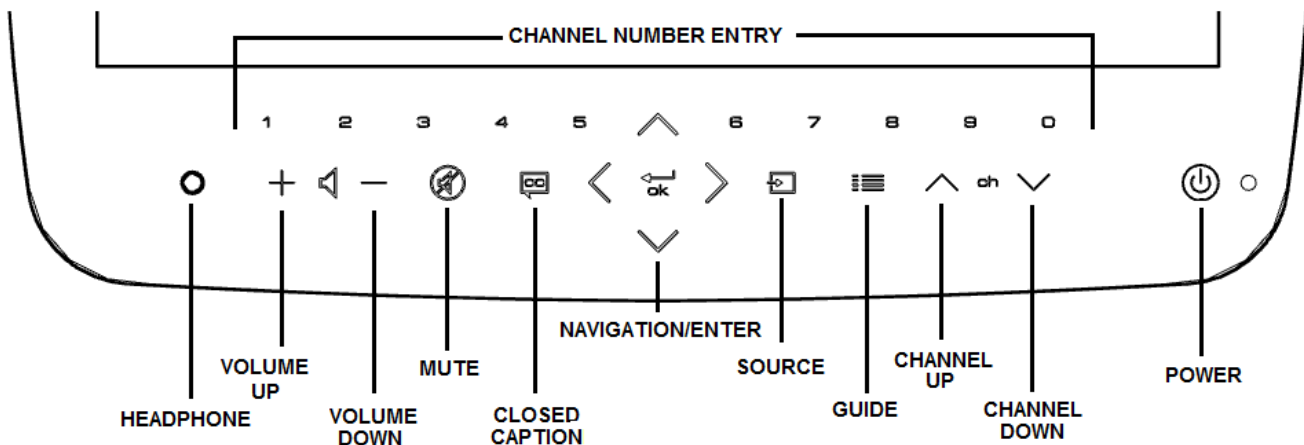 CHANNEL NUMBER ENTRY
1 2 3 4 5 6 7 8 9 0
+ − CC ok ch
NAVIGATION/ENTER
VOLUME UP
MUTE
SOURCE
CHANNEL UP
POWER
HEADPHONE
VOLUME DOWN
CLOSED CAPTION
GUIDE
CHANNEL DOWN